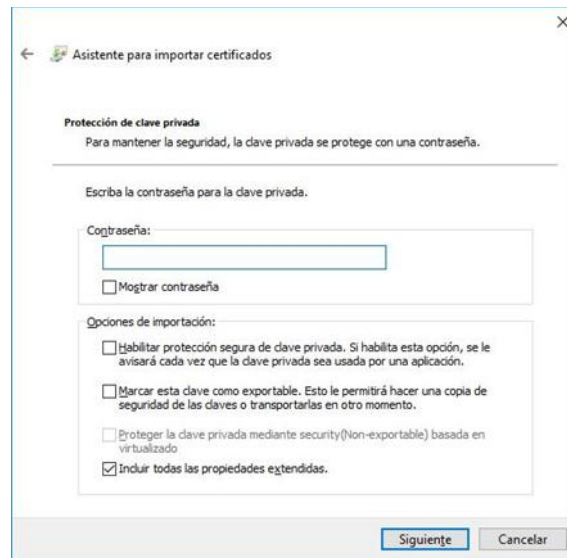 Asistente para importar certificados
Protección de clave privada
Para mantener la seguridad, la clave privada se protege con una contraseña.
Escriba la contraseña para la clave privada.
Contraseña:
Mostrar contraseña
Opciones de importación:
Habilitar protección segura de clave privada. Si habilita esta opción, se le
avisará cada vez que la clave privada sea usada por una aplicación.
Marcar esta clave como exportable. Esto le permitirá hacer una copia de
seguridad de las claves o transportarlas en otro momento.
Proteger la clave privada mediante security(Non-exportable) basada en
virtualizado
Incluir todas las propiedades extendidas.
Siguiente Cancelar